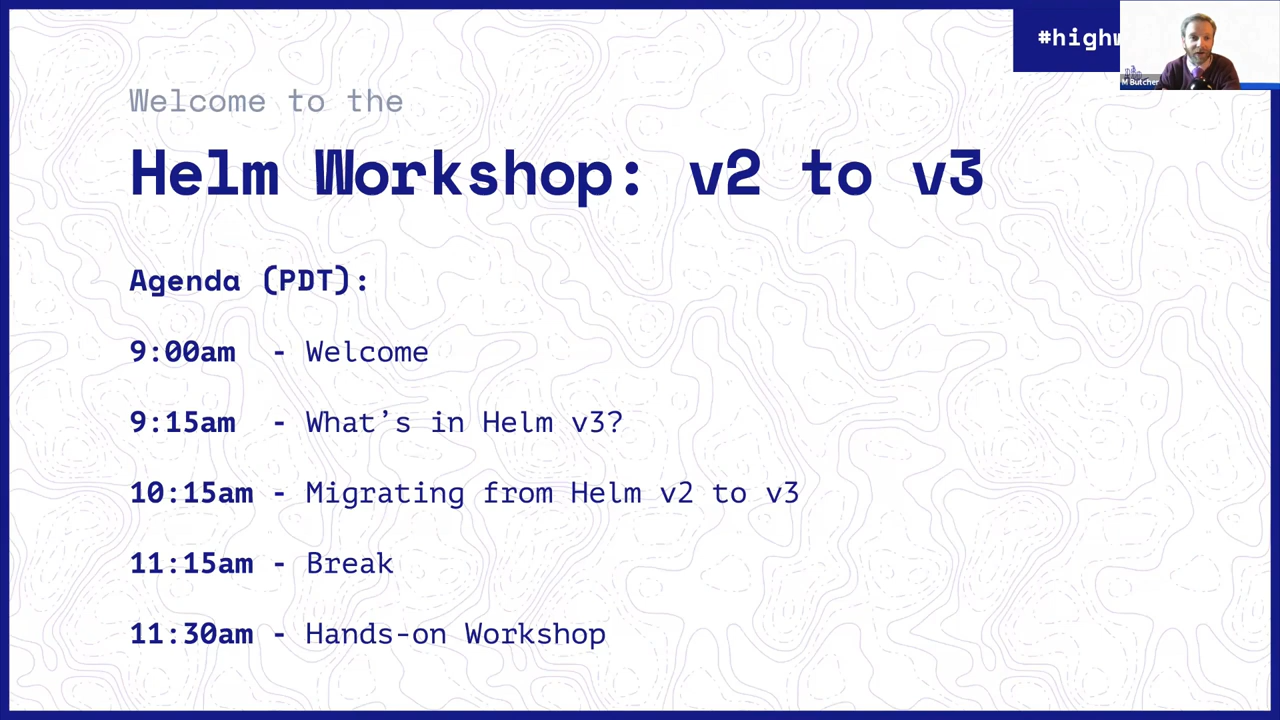 #high
M Butcher
Welcome to the
Helm Workshop: v2 to v3
Agenda (PDT):
9:00am - Welcome
9:15am - What’s in Helm v3?
10:15am - Migrating from Helm v2 to v3
11:15am - Break
11:30am - Hands-on Workshop